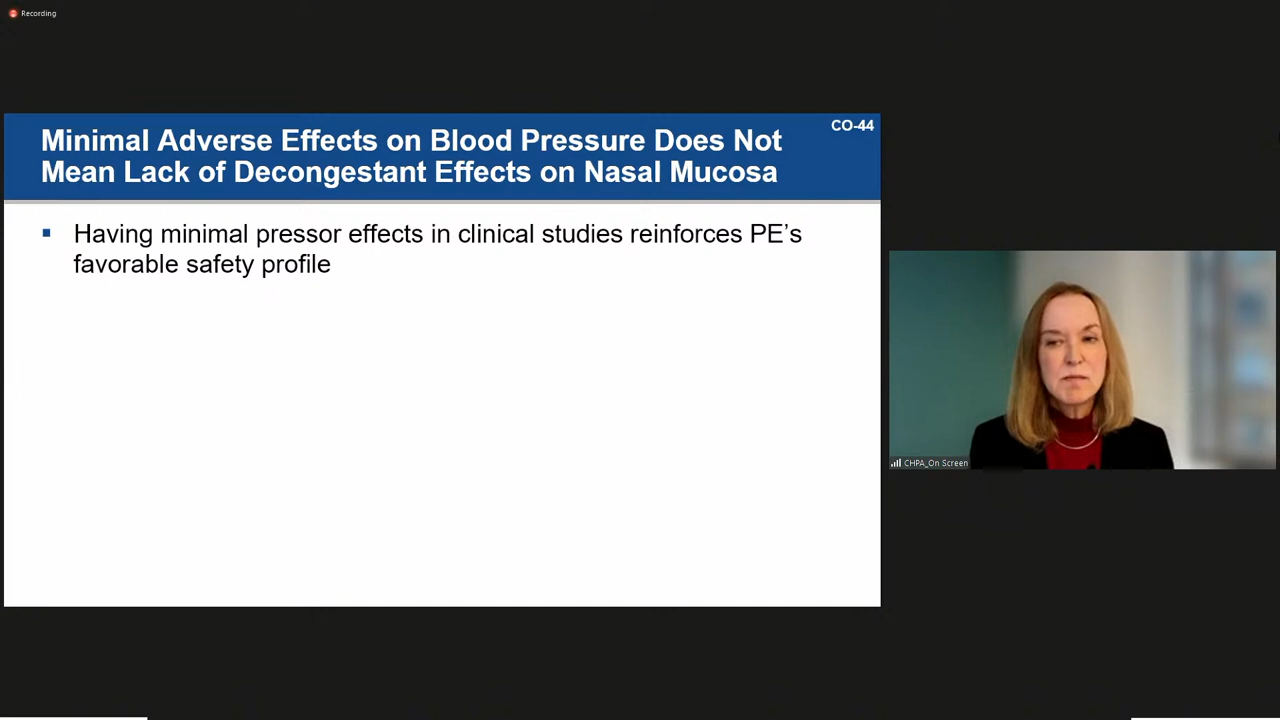 Recording
CO-44
Minimal Adverse Effects on Blood Pressure Does Not
Mean Lack of Decongestant Effects on Nasal Mucosa
▪ Having minimal pressor effects in clinical studies reinforces PE’s
favorable safety profile
CHPA_On Screen